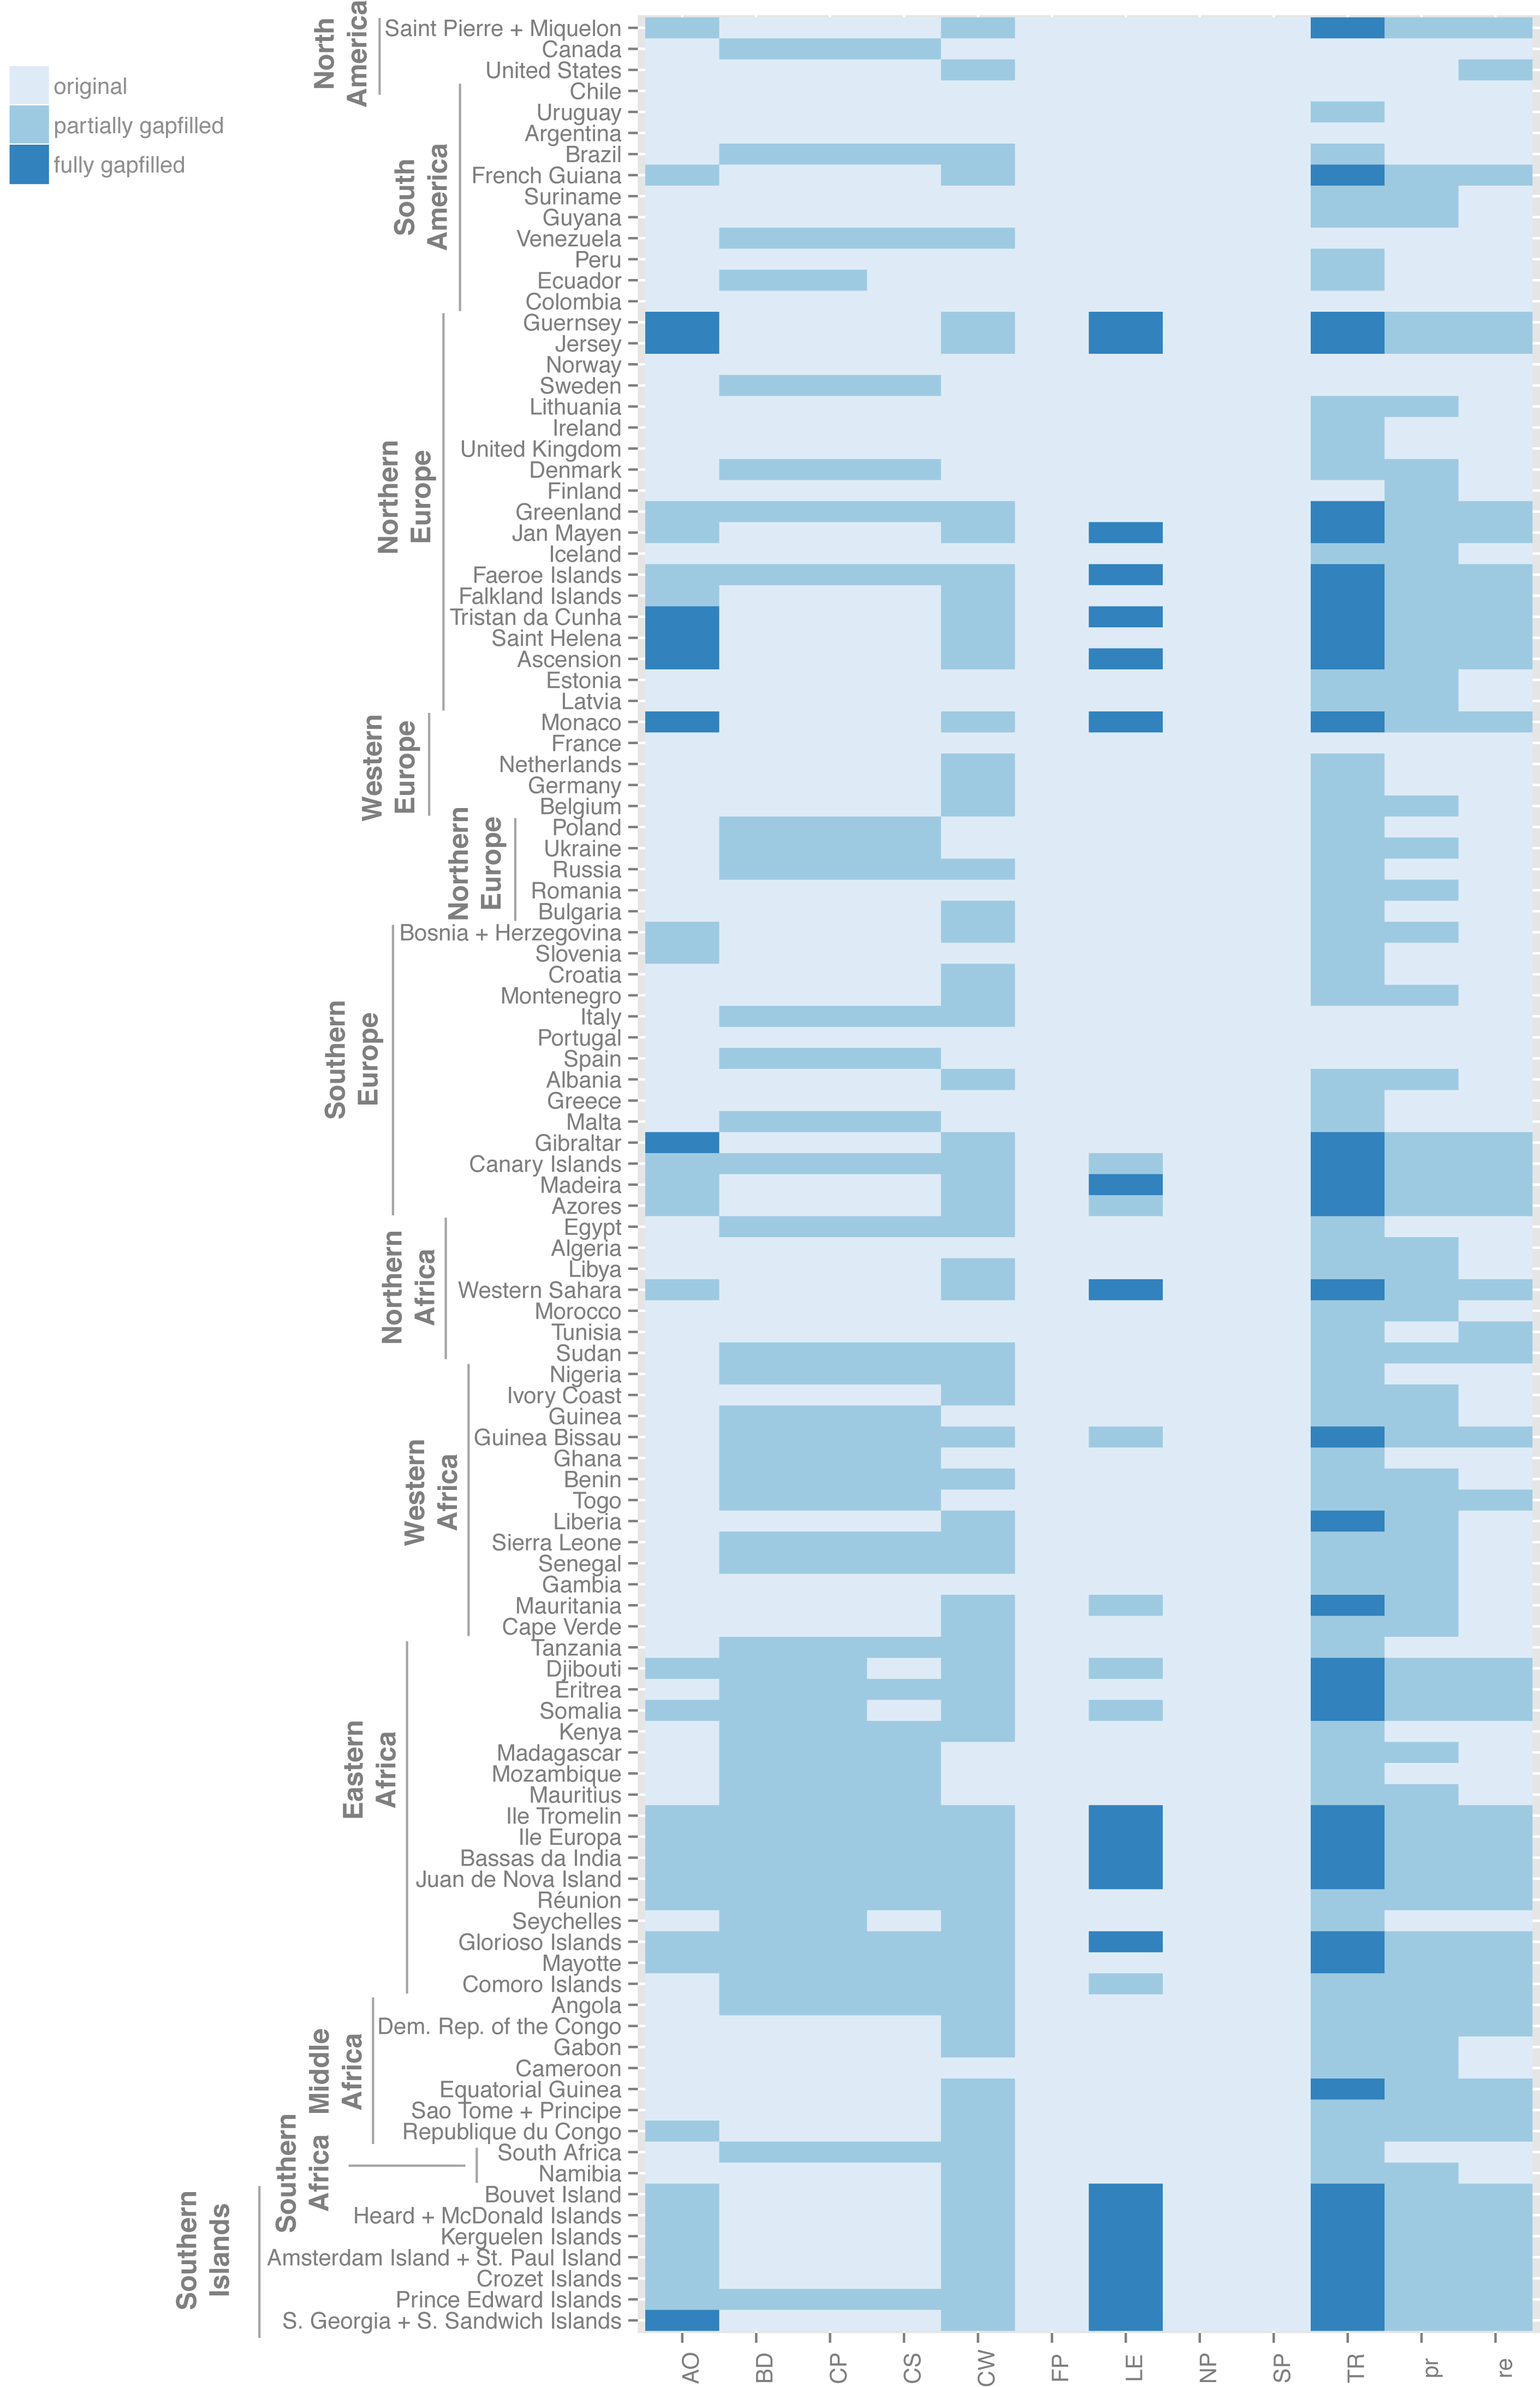 original
partially gapfilled
fully gapfilled
North
America
Saint Pierre + Miquelon
Canada
United States
South
America
Chile
Uruguay
Argentina
Brazil
French Guiana
Suriname
Guyana
Venezuela
Peru
Ecuador
Colombia
Northern
Europe
Guernsey
Jersey
Norway
Sweden
Lithuania
Ireland
United Kingdom
Denmark
Finland
Greenland
Jan Mayen
Iceland
Faeroe Islands
Falkland Islands
Tristan da Cunha
Saint Helena
Ascension
Estonia
Latvia
Western
Europe
Monaco
France
Netherlands
Germany
Belgium
Northern
Europe
Poland
Ukraine
Russia
Romania
Bulgaria
Southern
Europe
Bosnia + Herzegovina
Slovenia
Croatia
Montenegro
Italy
Portugal
Spain
Albania
Greece
Malta
Gibraltar
Canary Islands
Madeira
Azores
Northern
Africa
Egypt
Algeria
Libya
Western Sahara
Morocco
Tunisia
Sudan
Western
Africa
Nigeria
Ivory Coast
Guinea
Guinea Bissau
Ghana
Benin
Togo
Liberia
Sierra Leone
Senegal
Gambia
Mauritania
Cape Verde
Eastern
Africa
Tanzania
Djibouti
Eritrea
Somalia
Kenya
Madagascar
Mozambique
Mauritius
Ile Tromelin
Ile Europa
Bassas da India
Juan de Nova Island
Réunion
Seychelles
Glorioso Islands
Mayotte
Comoro Islands
Middle
Africa
Angola
Dem. Rep. of the Congo
Gabon
Cameroon
Equatorial Guinea
Sao Tome + Principe
Republique du Congo
Southern
Africa
South Africa
Namibia
Southern
Islands
Bouvet Island
Heard + McDonald Islands
Kerguelen Islands
Amsterdam Island + St. Paul Island
Crozet Islands
Prince Edward Islands
S. Georgia + S. Sandwich Islands
AO
BD
CP
CS
CW
FP
LE
NP
SP
TR
pr
re